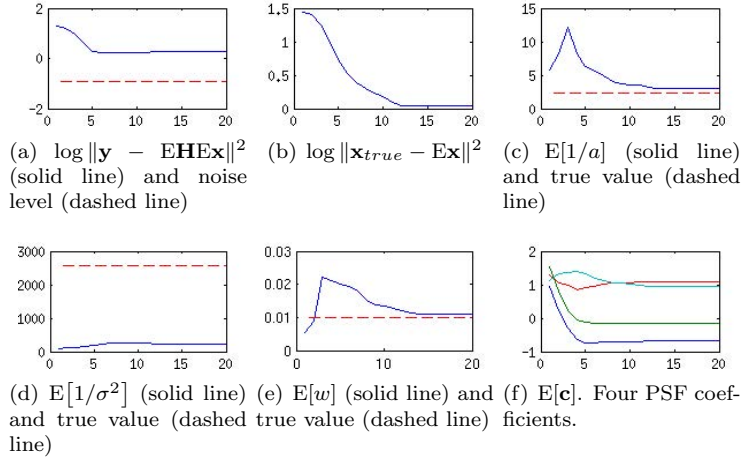 2
0
-2
0 5 10 15 20
1.5
1
0.5
0
0 5 10 15 20
15
10
5
0
0 5 10 15 20
(a) log ‖y − EHEx‖²
(solid line) and noise
level (dashed line)
(b) log ‖x_true − Ex‖²
(c) E[1/a] (solid line)
and true value (dashed
line)
3000
2000
1000
0
0 5 10 15 20
0.03
0.02
0.01
0
0 5 10 15 20
2
1
0
-1
0 5 10 15 20
(d) E[1/σ²] (solid line)
and true value (dashed
line)
(e) E[w] (solid line) and
true value (dashed line)
(f) E[c]. Four PSF coef-
ficients.